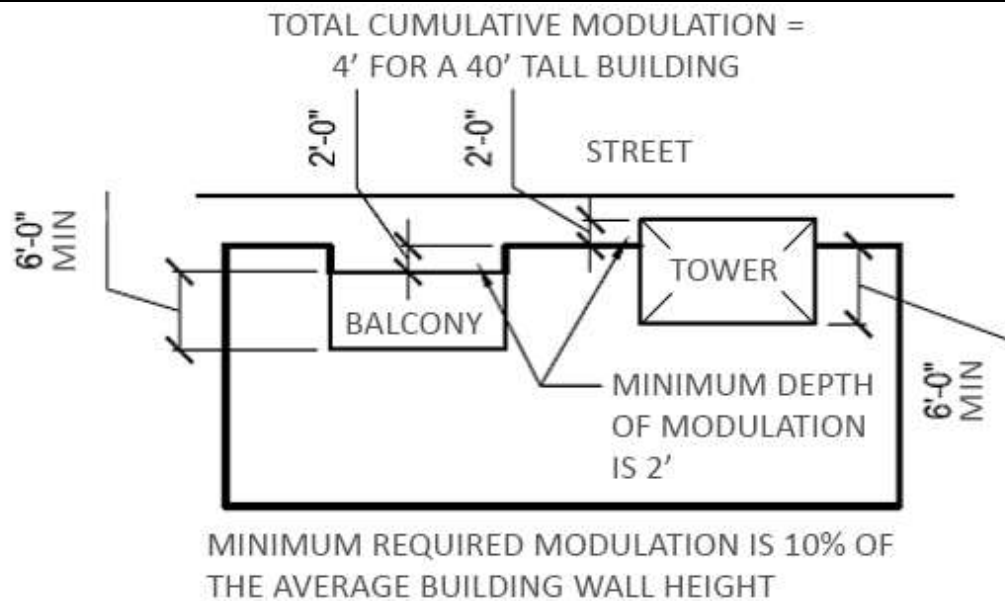 TOTAL CUMULATIVE MODULATION =
4’ FOR A 40’ TALL BUILDING
2'-0"
2'-0"
STREET
6'-0"
MIN
TOWER
BALCONY
MINIMUM DEPTH
OF MODULATION
IS 2’
6'-0"
MIN
MINIMUM REQUIRED MODULATION IS 10% OF
THE AVERAGE BUILDING WALL HEIGHT